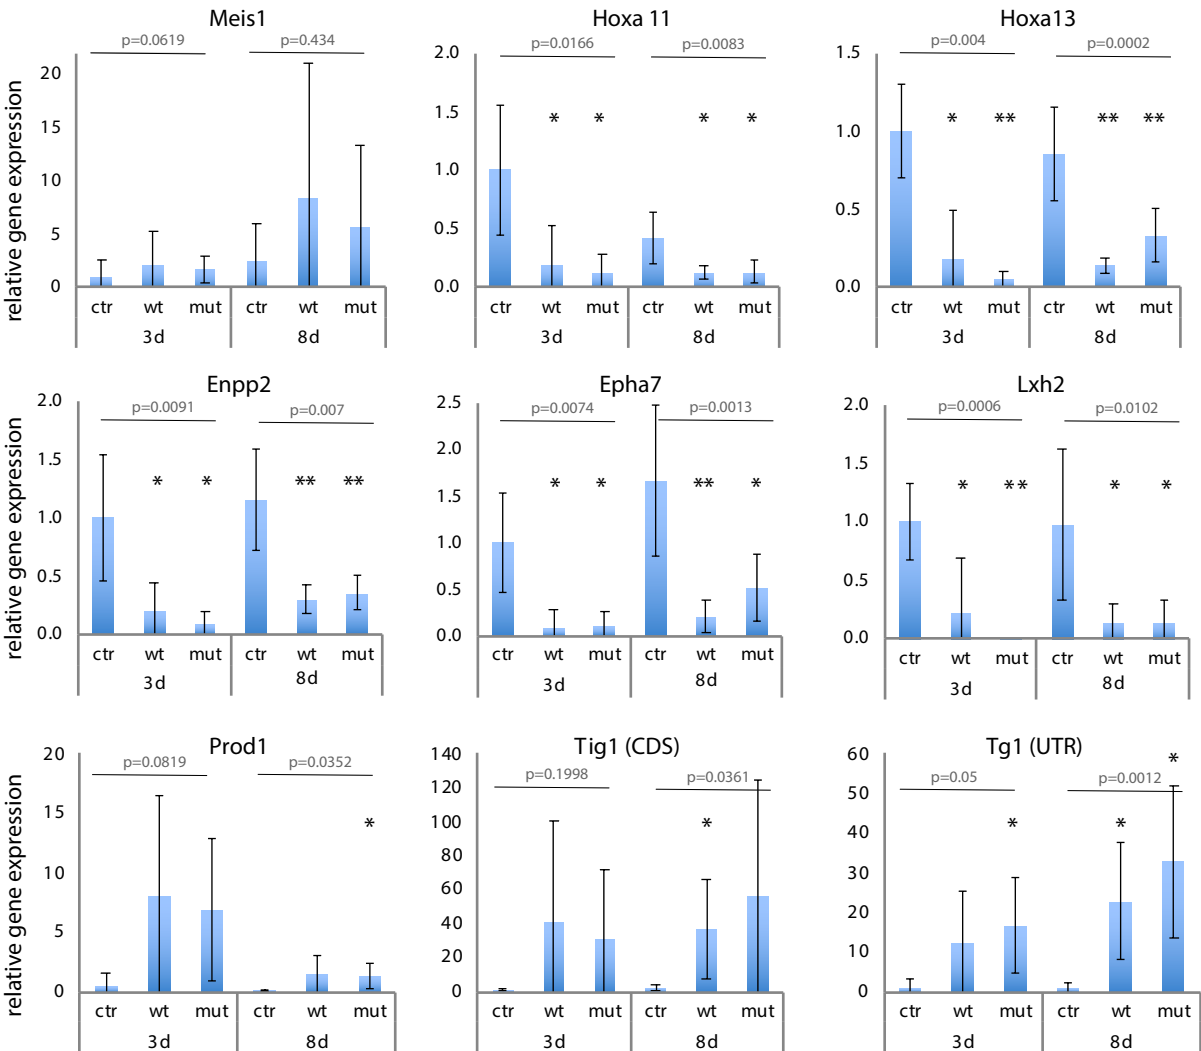 Meis1
p=0.0619 p=0.434
relative gene expression
20
15
10
5
0
ctr wt mut ctr wt mut
3d 8d
Hoxa 11
p=0.0166 p=0.0083
2.0
1.5
* * * *
1.0
0.5
0.0
ctr wt mut ctr wt mut
3d 8d
Hoxa13
p=0.004 p=0.0002
1.5
* ** ** **
1.0
0.5
0.0
ctr wt mut ctr wt mut
3d 8d
Enpp2
p=0.0091 p=0.007
relative gene expression
2.0
1.5
* * ** **
1.0
0.5
0.0
ctr wt mut ctr wt mut
3d 8d
Epha7
p=0.0074 p=0.0013
2.5
2.0
* * ** *
1.5
1.0
0.5
0.0
ctr wt mut ctr wt mut
3d 8d
Lxh2
p=0.0006 p=0.0102
2.0
1.5
* ** * *
1.0
0.5
0.0
ctr wt mut ctr wt mut
3d 8d
Prod1
p=0.0819 p=0.0352
relative gene expression
20
15
*
10
5
0
ctr wt mut ctr wt mut
3d 8d
Tig1 (CDS)
p=0.1998 p=0.0361
140
120
100
*
80
60
40
20
0
ctr wt mut ctr wt mut
3d 8d
Tg1 (UTR)
*
p=0.05 p=0.0012
60
50
* *
40
30
20
10
0
ctr wt mut ctr wt mut
3d 8d